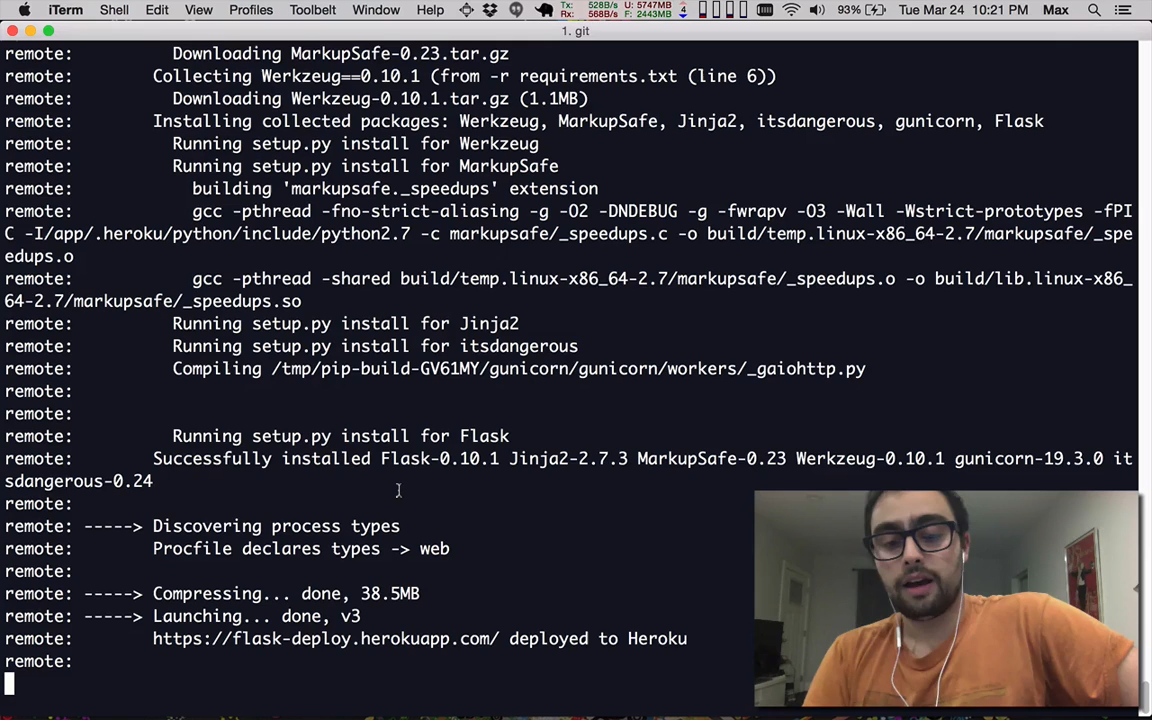 iTerm Shell Edit View Profiles Toolbelt Window Help Tx: 528B/s 5747MB Rx: 568B/s F: 2443MB 4 93% Tue Mar 24 10:21 PM Max
1. git
remote: Downloading MarkupSafe-0.23.tar.gz
remote: Collecting Werkzeug==0.10.1 (from -r requirements.txt (line 6))
remote: Downloading Werkzeug-0.10.1.tar.gz (1.1MB)
remote: Installing collected packages: Werkzeug, MarkupSafe, Jinja2, itsdangerous, gunicorn, Flask
remote: Running setup.py install for Werkzeug
remote: Running setup.py install for MarkupSafe
remote: building 'markupsafe._speedups' extension
remote: gcc -pthread -fno-strict-aliasing -g -O2 -DNDEBUG -g -fwrapv -O3 -Wall -Wstrict-prototypes -fPI
C -I/app/.heroku/python/include/python2.7 -c markupsafe/_speedups.c -o build/temp.linux-x86_64-2.7/markupsafe/_spe
edups.o
remote: gcc -pthread -shared build/temp.linux-x86_64-2.7/markupsafe/_speedups.o -o build/lib.linux-x86_
64-2.7/markupsafe/_speedups.so
remote: Running setup.py install for Jinja2
remote: Running setup.py install for itsdangerous
remote: Compiling /tmp/pip-build-GV61MY/gunicorn/gunicorn/workers/_gaiohttp.py
remote:
remote:
remote: Running setup.py install for Flask
remote: Successfully installed Flask-0.10.1 Jinja2-2.7.3 MarkupSafe-0.23 Werkzeug-0.10.1 gunicorn-19.3.0 it
sdangerous-0.24
remote:
remote: -----> Discovering process types
remote: Procfile declares types -> web
remote:
remote: -----> Compressing... done, 38.5MB
remote: -----> Launching... done, v3
remote: https://flask-deploy.herokuapp.com/ deployed to Heroku
remote: